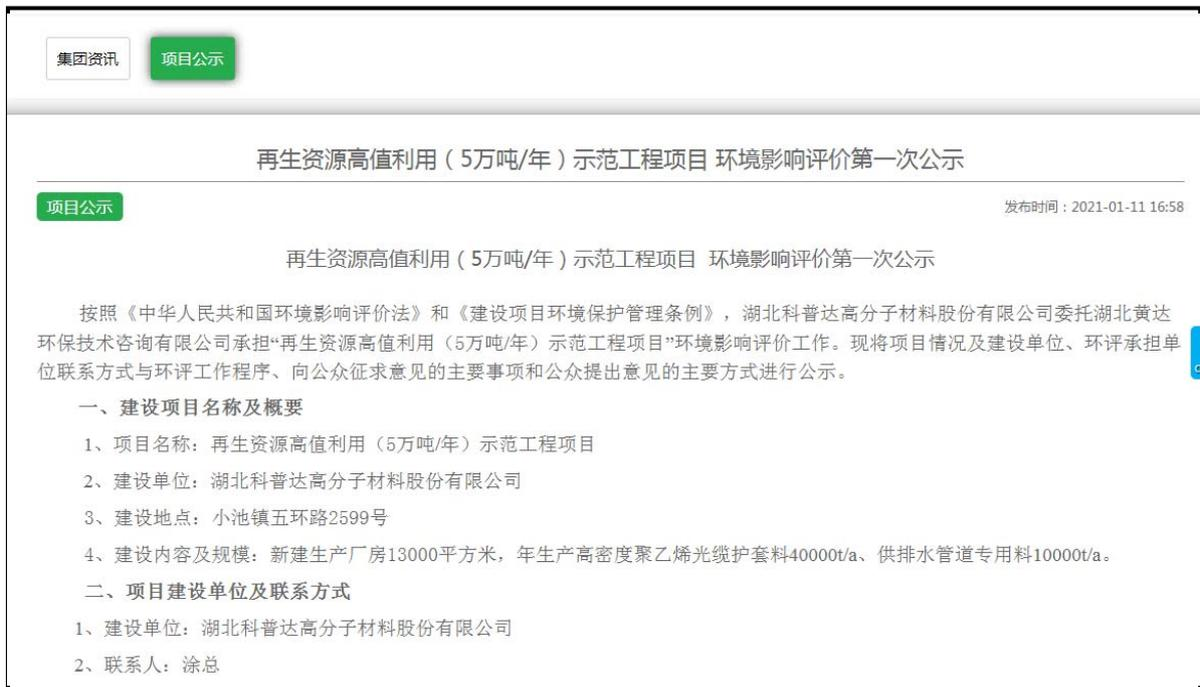 集团资讯 项目公示
再生资源高值利用（5万吨/年）示范工程项目 环境影响评价第一次公示
项目公示 发布时间：2021-01-11 16:58
再生资源高值利用（5万吨/年）示范工程项目 环境影响评价第一次公示
按照《中华人民共和国环境影响评价法》和《建设项目环境保护管理条例》，湖北科普达高分子材料股份有限公司委托湖北黄达
环保技术咨询有限公司承担“再生资源高值利用（5万吨/年）示范工程项目”环境影响评价工作。现将项目情况及建设单位、环评承担单
位联系方式与环评工作程序、向公众征求意见的主要事项和公众提出意见的主要方式进行公示。
一、建设项目名称及概要
1、项目名称：再生资源高值利用（5万吨/年）示范工程项目
2、建设单位：湖北科普达高分子材料股份有限公司
3、建设地点：小池镇五环路2599号
4、建设内容及规模：新建生产厂房13000平方米，年生产高密度聚乙烯光缆护套料40000t/a、供排水管道专用料10000t/a。
二、项目建设单位及联系方式
1、建设单位：湖北科普达高分子材料股份有限公司
2、联系人：涂总